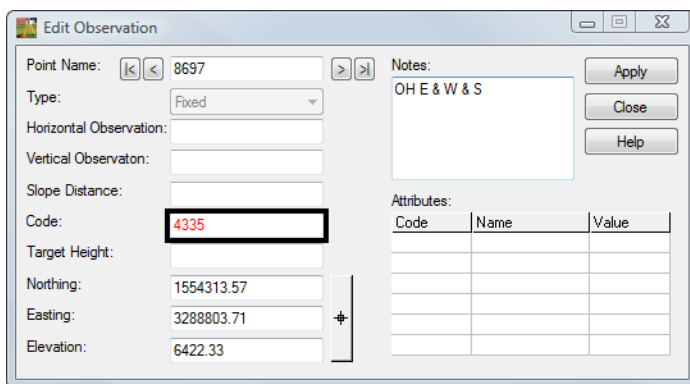 Edit Observation
Point Name: |< < 8697 > >|
Type: Fixed
Horizontal Observation:
Vertical Observaton:
Slope Distance:
Code: 4335
Target Height:
Northing: 1554313.57
Easting: 3288803.71
Elevation: 6422.33
Notes:
OH E & W & S
Attributes:
Code Name Value
Apply
Close
Help